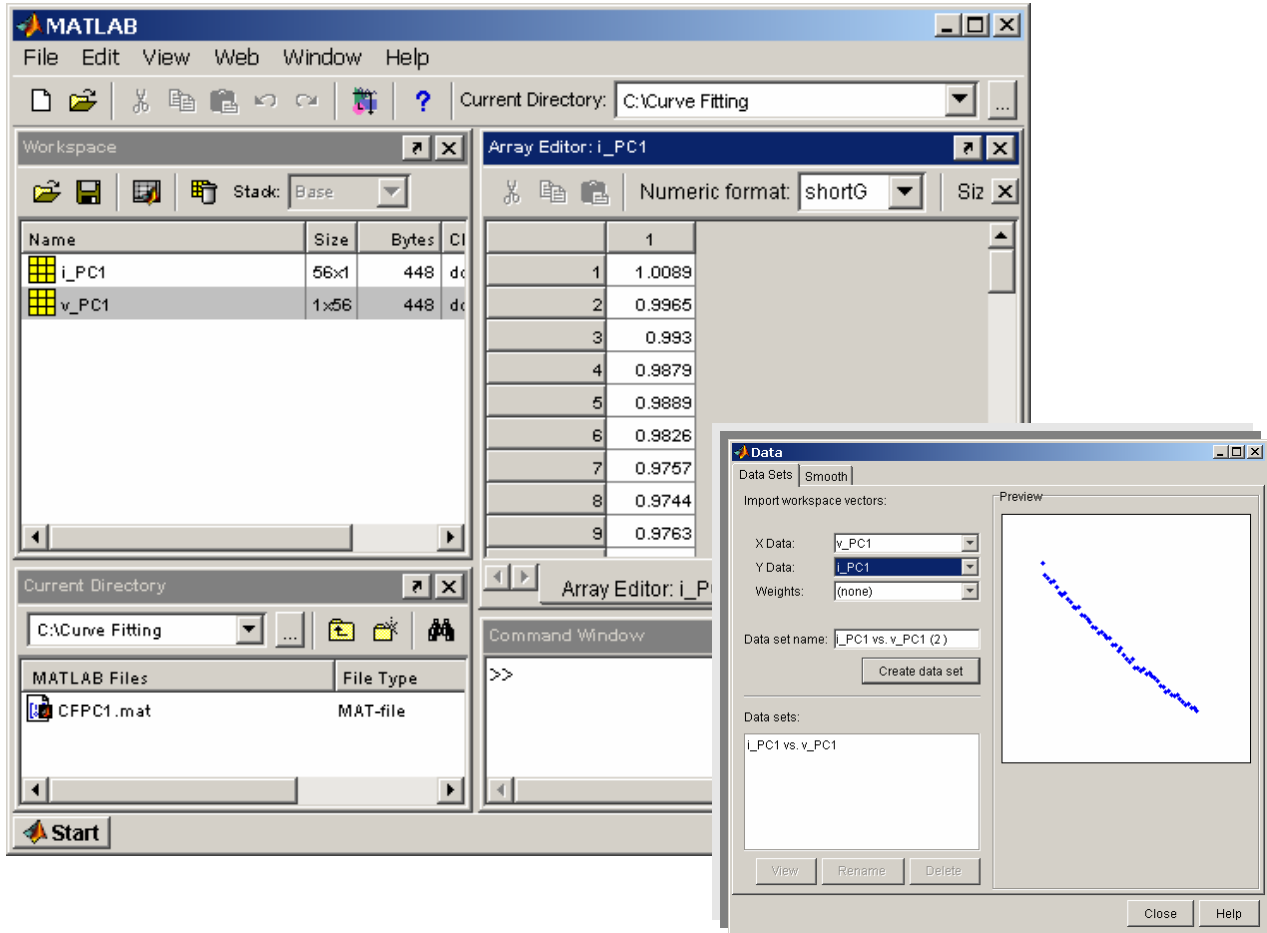 MATLAB
File Edit View Web Window Help
? Current Directory: C:\Curve Fitting ...
Workspace
Stack: Base
Name Size Bytes Cl
i_PC1 56x1 448 do
v_PC1 1x56 448 do
Array Editor: i_PC1
Numeric format: shortG Siz
1
1 1.0089
2 0.9965
3 0.993
4 0.9879
5 0.9889
6 0.9826
7 0.9757
8 0.9744
9 0.9763
Array Editor: i_P
Current Directory
C:\Curve Fitting ...
MATLAB Files File Type
CFPC1.mat MAT-file
Command Window
>>
Start
Data
Data Sets Smooth
Import workspace vectors:
X Data: v_PC1
Y Data: i_PC1
Weights: (none)
Data set name: i_PC1 vs. v_PC1 (2)
Create data set
Data sets:
i_PC1 vs. v_PC1
View Rename Delete
Preview
Close Help